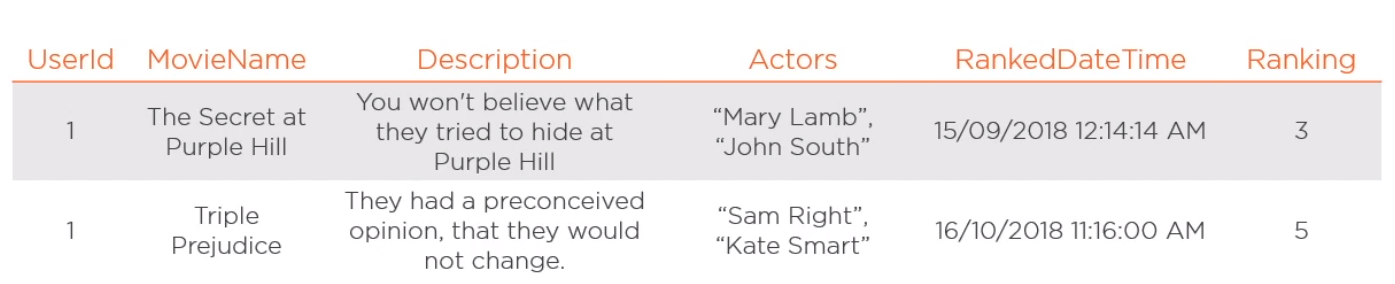 UserId MovieName Description Actors RankedDateTime Ranking
1
The Secret at
Purple Hill
You won't believe what
they tried to hide at
Purple Hill
“Mary Lamb”,
“John South”
15/09/2018 12:14:14 AM
3
1
Triple
Prejudice
They had a preconceived
opinion, that they would
not change.
“Sam Right”,
“Kate Smart”
16/10/2018 11:16:00 AM
5